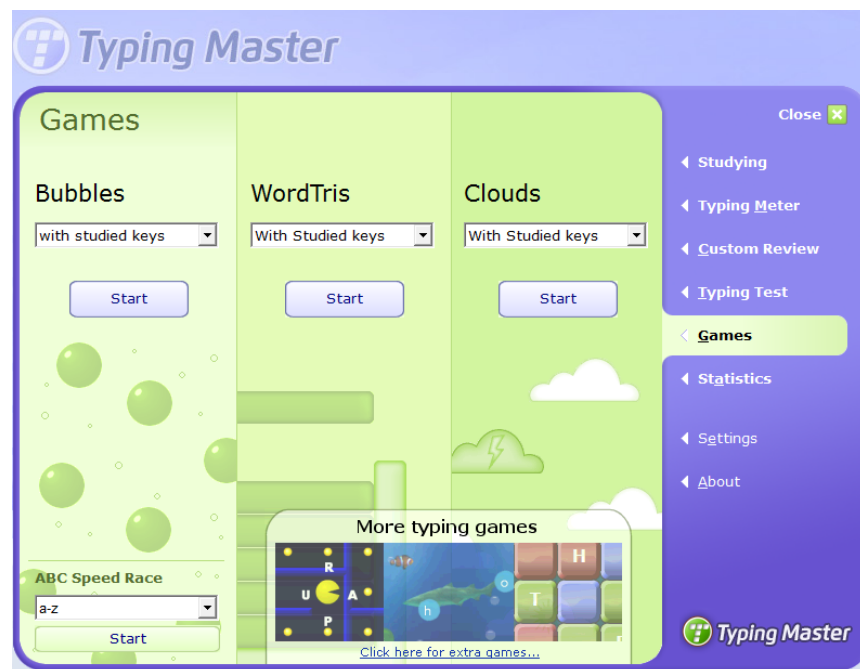 Typing Master
Games
Bubbles
with studied keys
Start
WordTris
With Studied keys
Start
Clouds
With Studied keys
Start
ABC Speed Race
a-z
Start
More typing games
R
U A
P
h
o
H
T
Click here for extra games...
Close
Studying
Typing Meter
Custom Review
Typing Test
Games
Statistics
Settings
About
Typing Master